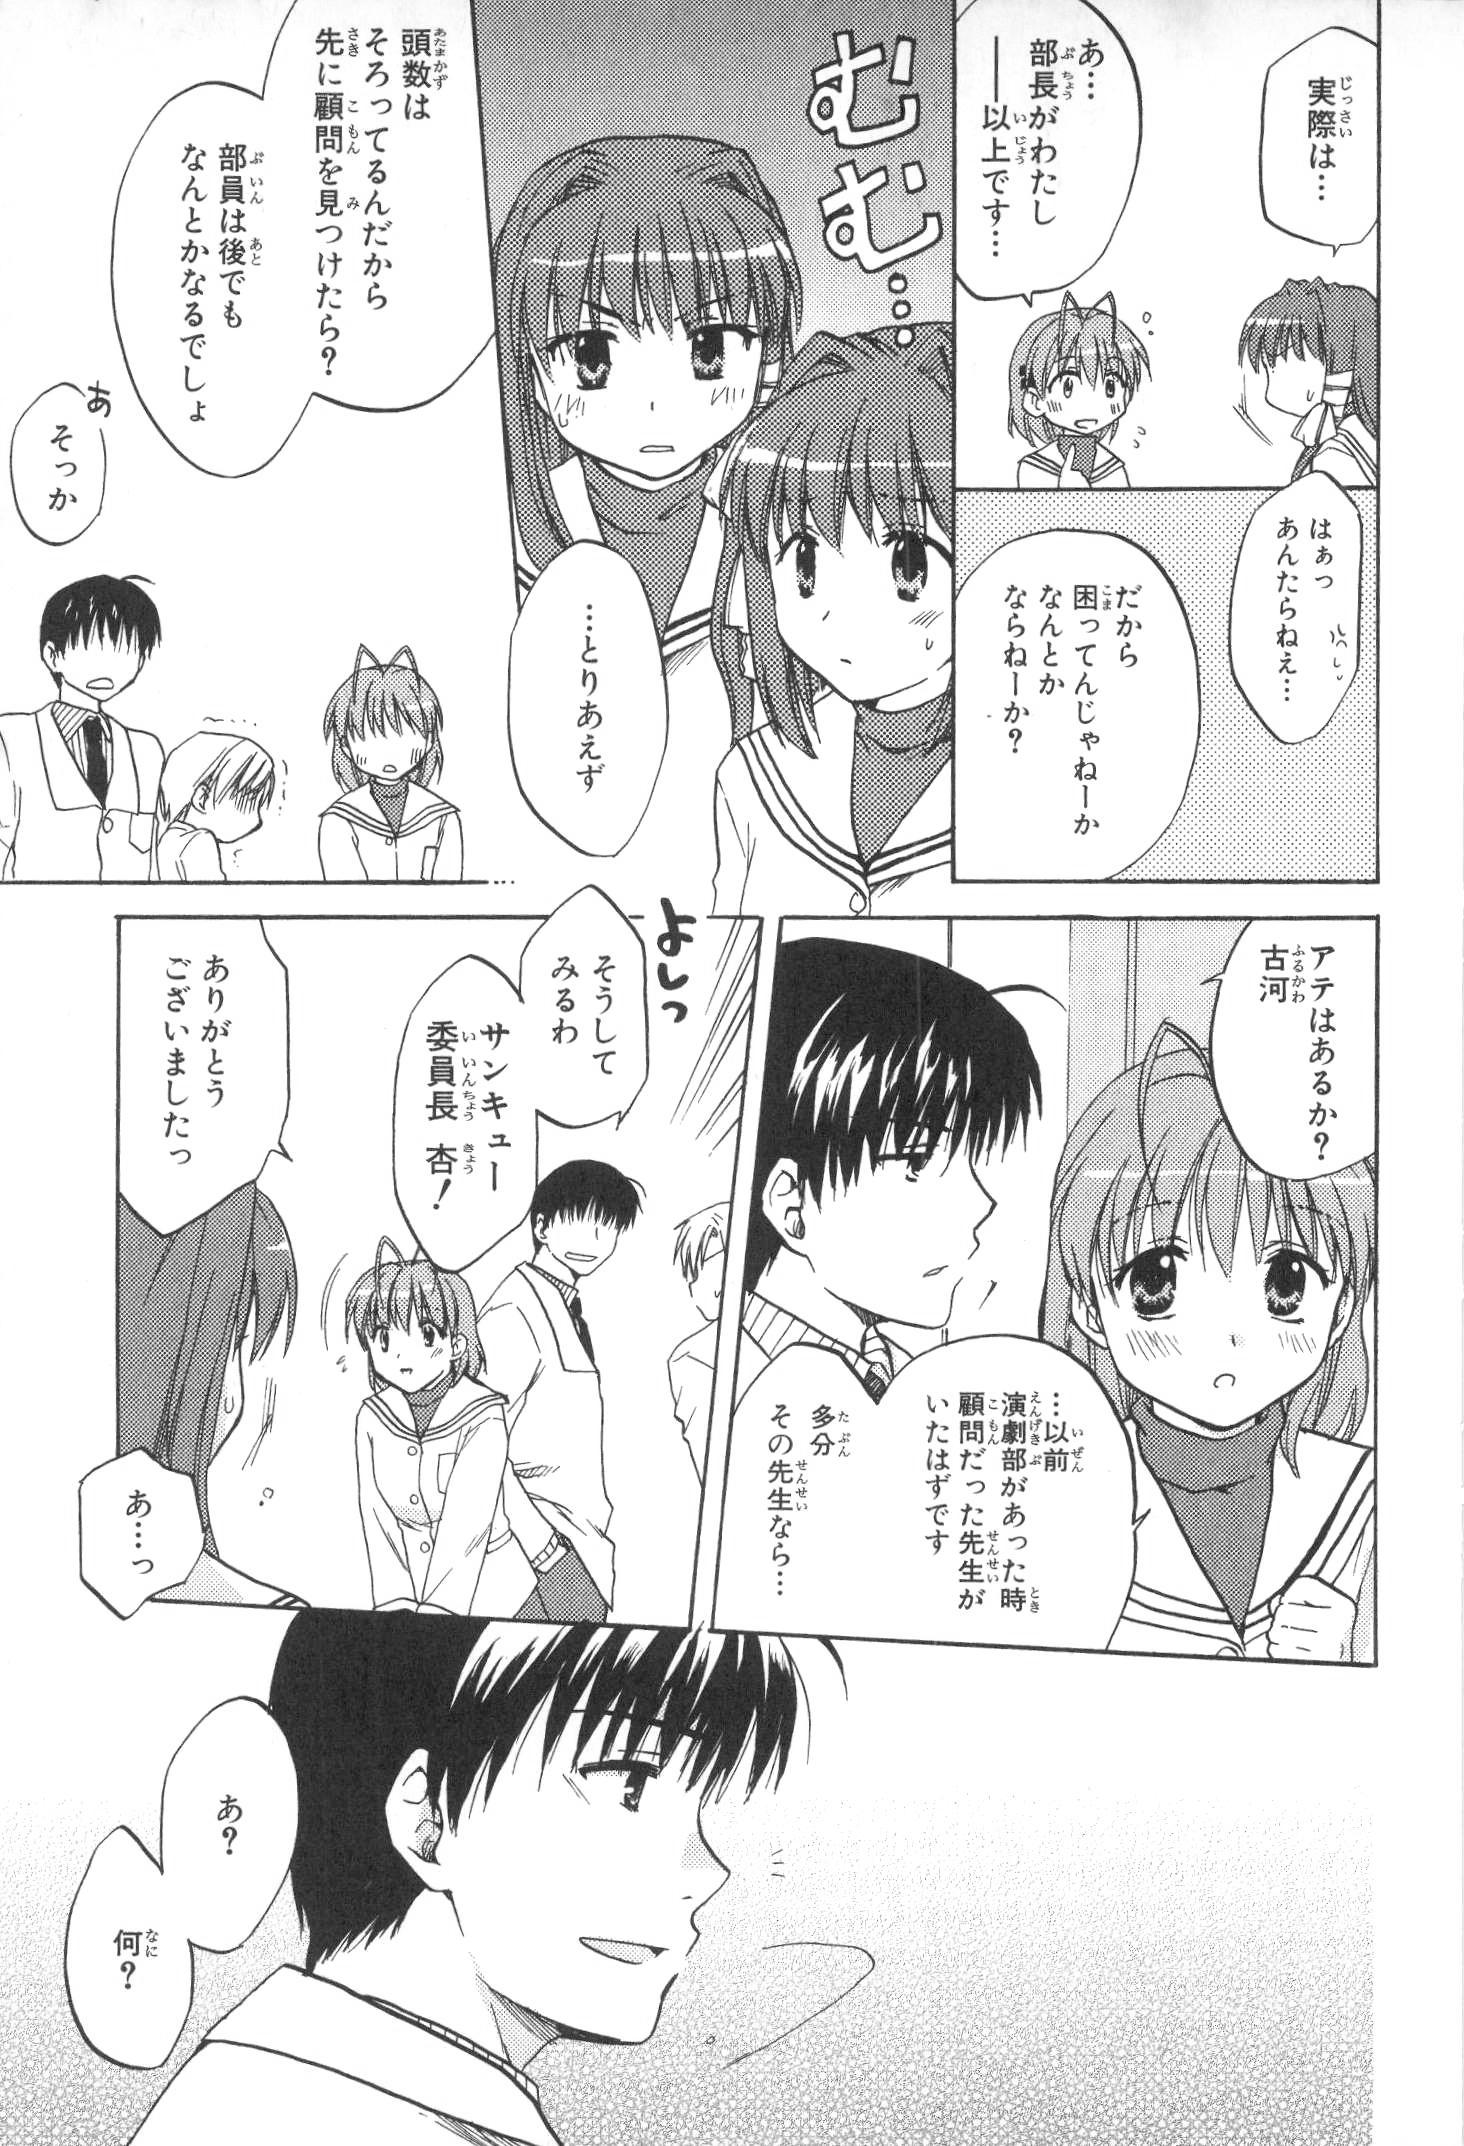 実際は…
あ…
部長がわたし
――以上です…
はぁっ
あんたらねぇ…
だから
困ってんじゃねーか
なんとか
ならねーか?
むむ…
…とりあえず
頭数は
そろってるんだから
先に顧問を見つけたら?
部員は後でも
なんとかなるでしょ
あ
そっか
アテはあるか?
古河
…以前
演劇部があった時
顧問だった先生が
いたはずです
多分
その先生なら…
よしっ
そうして
みるわ
サンキュー
委員長 杏!
ありがとう
ございましたっ
あ…っ
あ?
何?